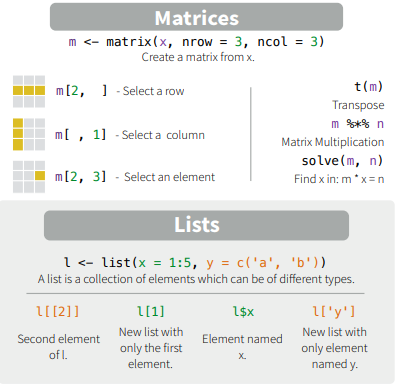 Matrices
m <- matrix(x, nrow = 3, ncol = 3)
Create a matrix from x.
m[2, ] - Select a row
m[ , 1] - Select a column
m[2, 3] - Select an element
t(m)
Transpose
m %*% n
Matrix Multiplication
solve(m, n)
Find x in: m * x = n
Lists
l <- list(x = 1:5, y = c('a', 'b'))
A list is a collection of elements which can be of different types.
l[[2]]
Second element
of l.
l[1]
New list with
only the first
element.
l$x
Element named
x.
l['y']
New list with
only element
named y.